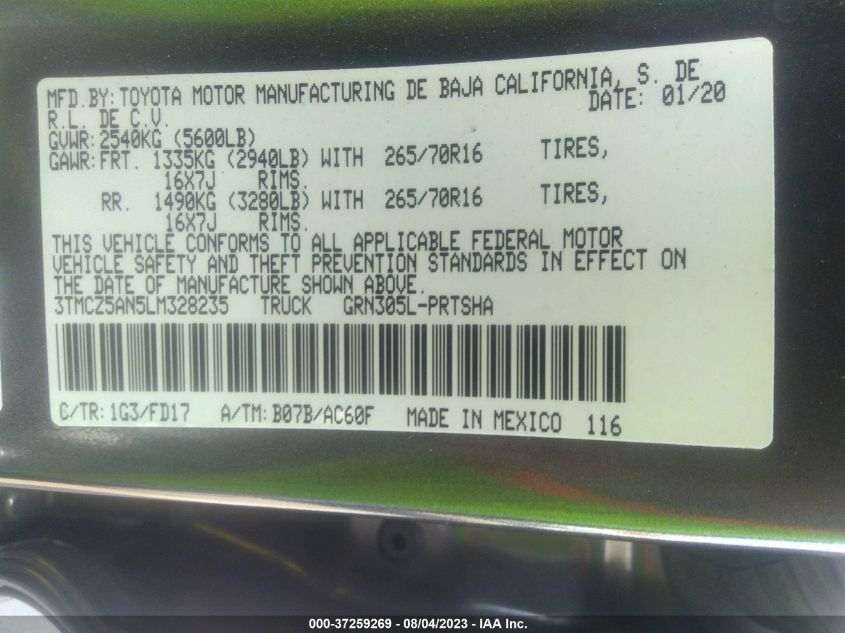 MFD.BY:TOYOTA MOTOR MANUFACTURING DE BAJA CALIFORNIA, S. DE
R.L. DE C.V. DATE: 01/20
GVWR:2540KG (5600LB)
GAWR:FRT. 1335KG (2940LB) WITH 265/70R16 TIRES,
16X7J RIMS.
RR. 1490KG (3280LB) WITH 265/70R16 TIRES,
16X7J RIMS.
THIS VEHICLE CONFORMS TO ALL APPLICABLE FEDERAL MOTOR
VEHICLE SAFETY AND THEFT PREVENTION STANDARDS IN EFFECT ON
THE DATE OF MANUFACTURE SHOWN ABOVE.
3TMCZ5AN5LM328235 TRUCK GRN305L-PRTSHA
C/TR:1G3/FD17 A/TM:B07B/AC60F MADE IN MEXICO 116
000-37259269 - 08/04/2023 - IAA Inc.